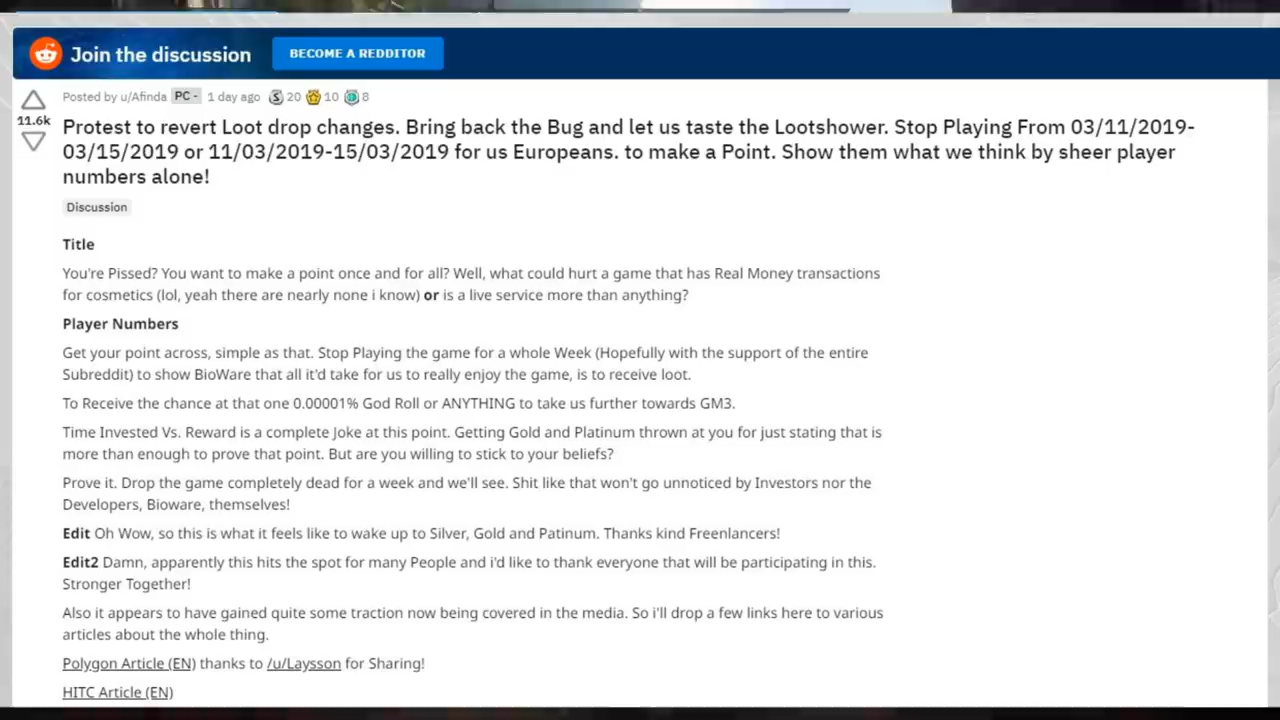 Join the discussion BECOME A REDDITOR
Posted by u/Afinda PC - 1 day ago 20 10 8
11.6k
Protest to revert Loot drop changes. Bring back the Bug and let us taste the Lootshower. Stop Playing From 03/11/2019-
03/15/2019 or 11/03/2019-15/03/2019 for us Europeans. to make a Point. Show them what we think by sheer player
numbers alone!
Discussion
Title
You're Pissed? You want to make a point once and for all? Well, what could hurt a game that has Real Money transactions
for cosmetics (lol, yeah there are nearly none i know) or is a live service more than anything?
Player Numbers
Get your point across, simple as that. Stop Playing the game for a whole Week (Hopefully with the support of the entire
Subreddit) to show BioWare that all it'd take for us to really enjoy the game, is to receive loot.
To Receive the chance at that one 0.00001% God Roll or ANYTHING to take us further towards GM3.
Time Invested Vs. Reward is a complete Joke at this point. Getting Gold and Platinum thrown at you for just stating that is
more than enough to prove that point. But are you willing to stick to your beliefs?
Prove it. Drop the game completely dead for a week and we'll see. Shit like that won't go unnoticed by Investors nor the
Developers, Bioware, themselves!
Edit Oh Wow, so this is what it feels like to wake up to Silver, Gold and Patinum. Thanks kind Freenlancers!
Edit2 Damn, apparently this hits the spot for many People and i'd like to thank everyone that will be participating in this.
Stronger Together!
Also it appears to have gained quite some traction now being covered in the media. So i'll drop a few links here to various
articles about the whole thing.
Polygon Article (EN) thanks to /u/Laysson for Sharing!
HITC Article (EN)